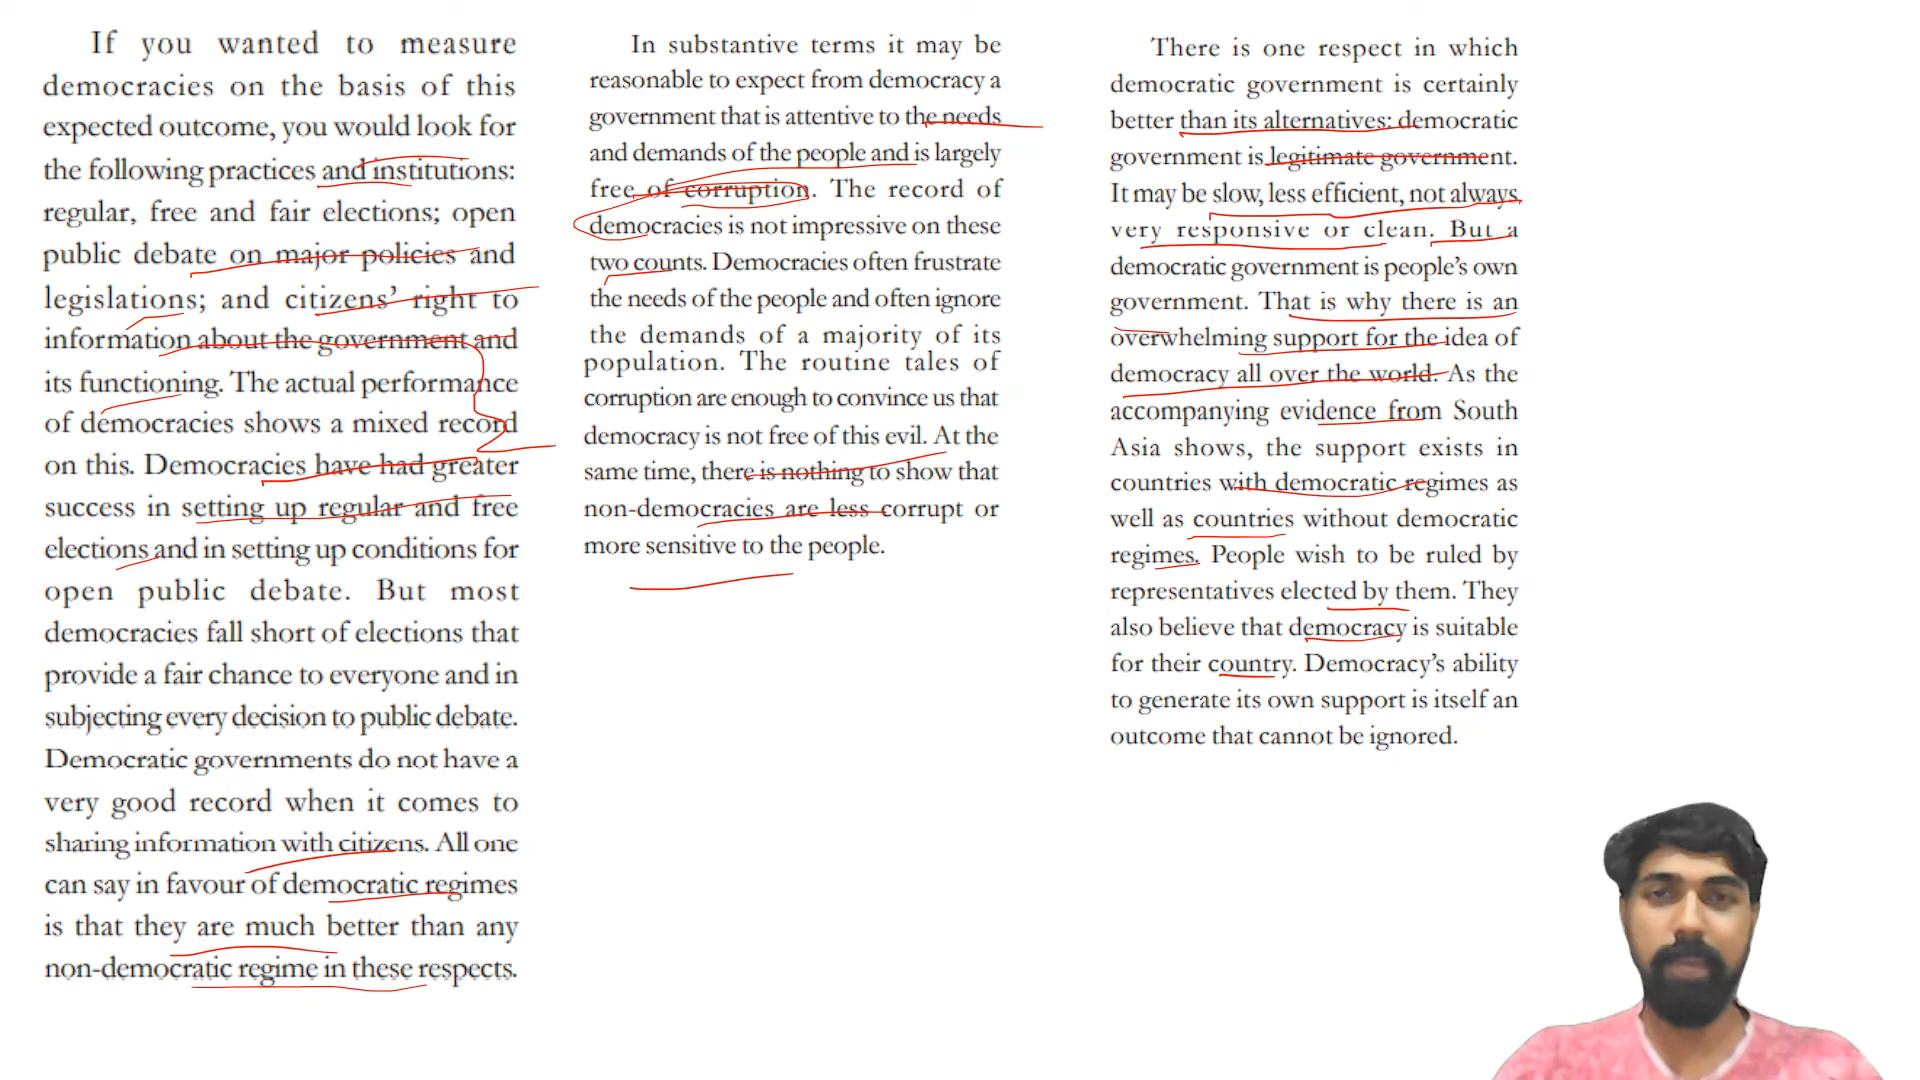 If you wanted to measure
democracies on the basis of this
expected outcome, you would look for
the following practices and institutions:
regular, free and fair elections; open
public debate on major policies and
legislations; and citizens’ right to
information about the government and
its functioning. The actual performance
of democracies shows a mixed record
on this. Democracies have had greater
success in setting up regular and free
elections and in setting up conditions for
open public debate. But most
democracies fall short of elections that
provide a fair chance to everyone and in
subjecting every decision to public debate.
Democratic governments do not have a
very good record when it comes to
sharing information with citizens. All one
can say in favour of democratic regimes
is that they are much better than any
non-democratic regime in these respects.
In substantive terms it may be
reasonable to expect from democracy a
government that is attentive to the needs
and demands of the people and is largely
free of corruption. The record of
democracies is not impressive on these
two counts. Democracies often frustrate
the needs of the people and often ignore
the demands of a majority of its
population. The routine tales of
corruption are enough to convince us that
democracy is not free of this evil. At the
same time, there is nothing to show that
non-democracies are less corrupt or
more sensitive to the people.
There is one respect in which
democratic government is certainly
better than its alternatives: democratic
government is legitimate government.
It may be slow, less efficient, not always
very responsive or clean. But a
democratic government is people’s own
government. That is why there is an
overwhelming support for the idea of
democracy all over the world. As the
accompanying evidence from South
Asia shows, the support exists in
countries with democratic regimes as
well as countries without democratic
regimes. People wish to be ruled by
representatives elected by them. They
also believe that democracy is suitable
for their country. Democracy’s ability
to generate its own support is itself an
outcome that cannot be ignored.